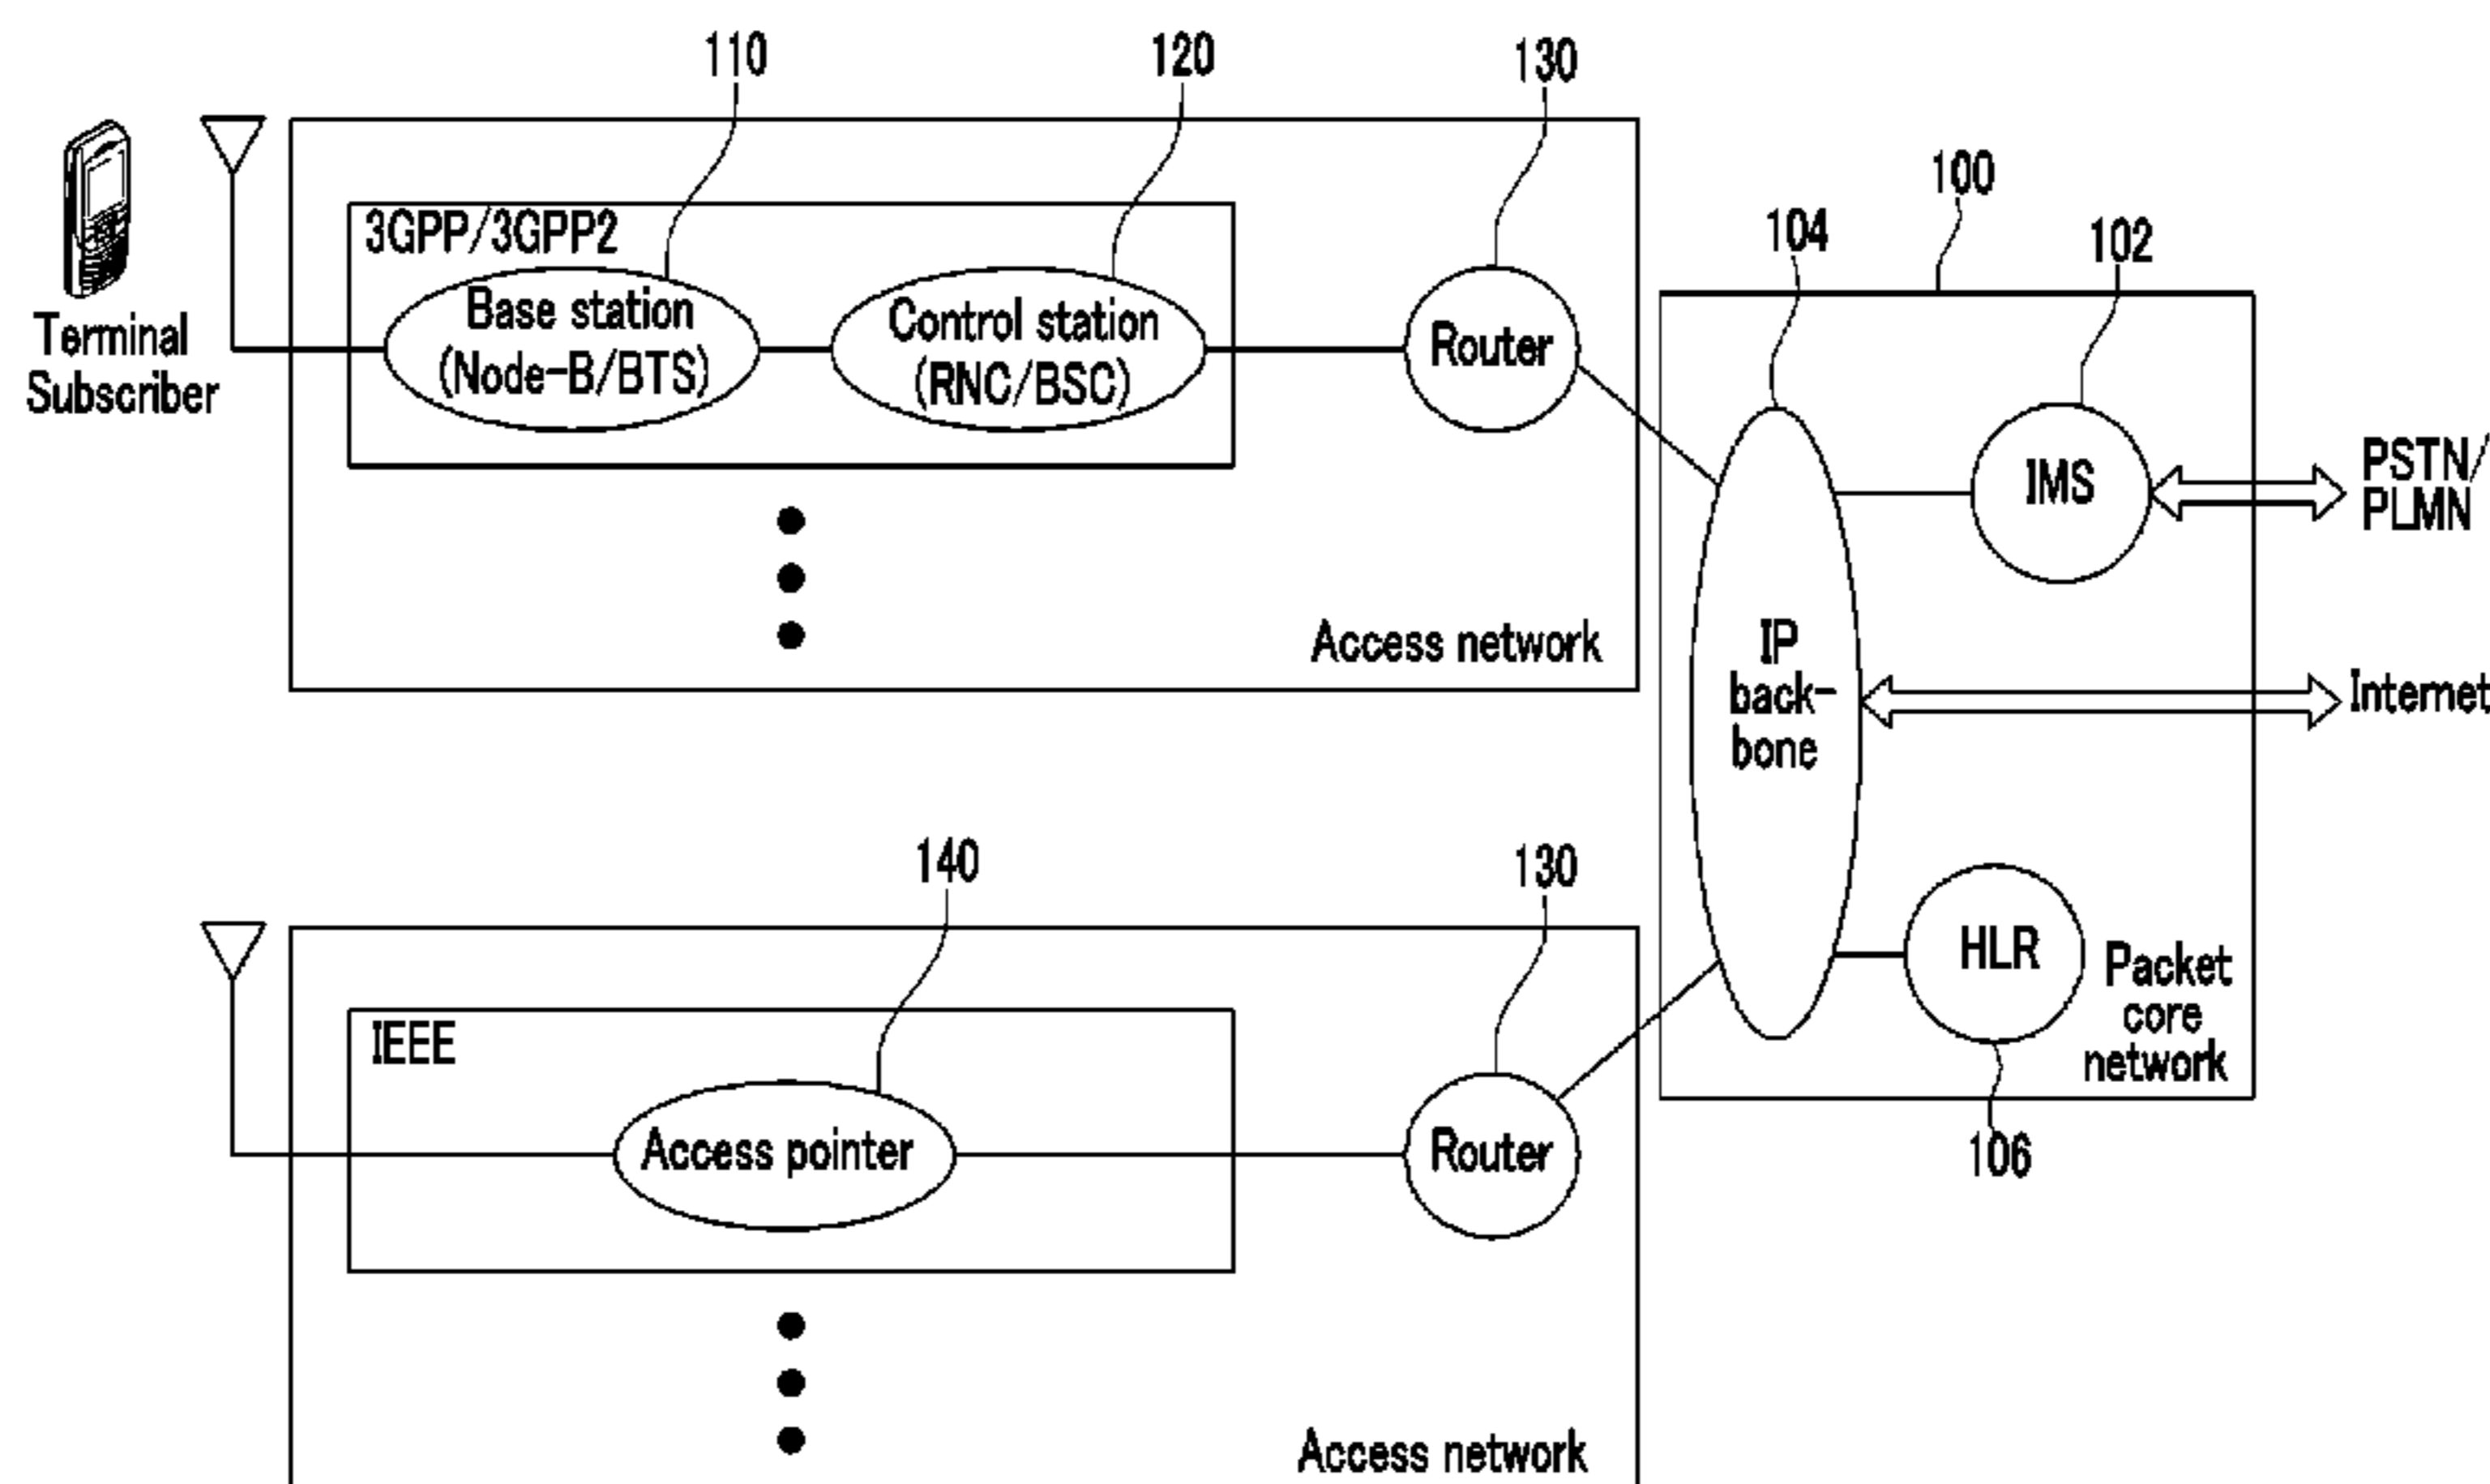 110
120
130
100
104
102
3GPP/3GPP2
Base station
(Node-B/BTS)
Control station
(RNC/BSC)
Router
Terminal
Subscriber
IMS
PSTN/
PLMN
Access network
IP
back-
bone
Internet
140
130
HLR
Packet
core
network
106
IEEE
Access pointer
Router
Access network